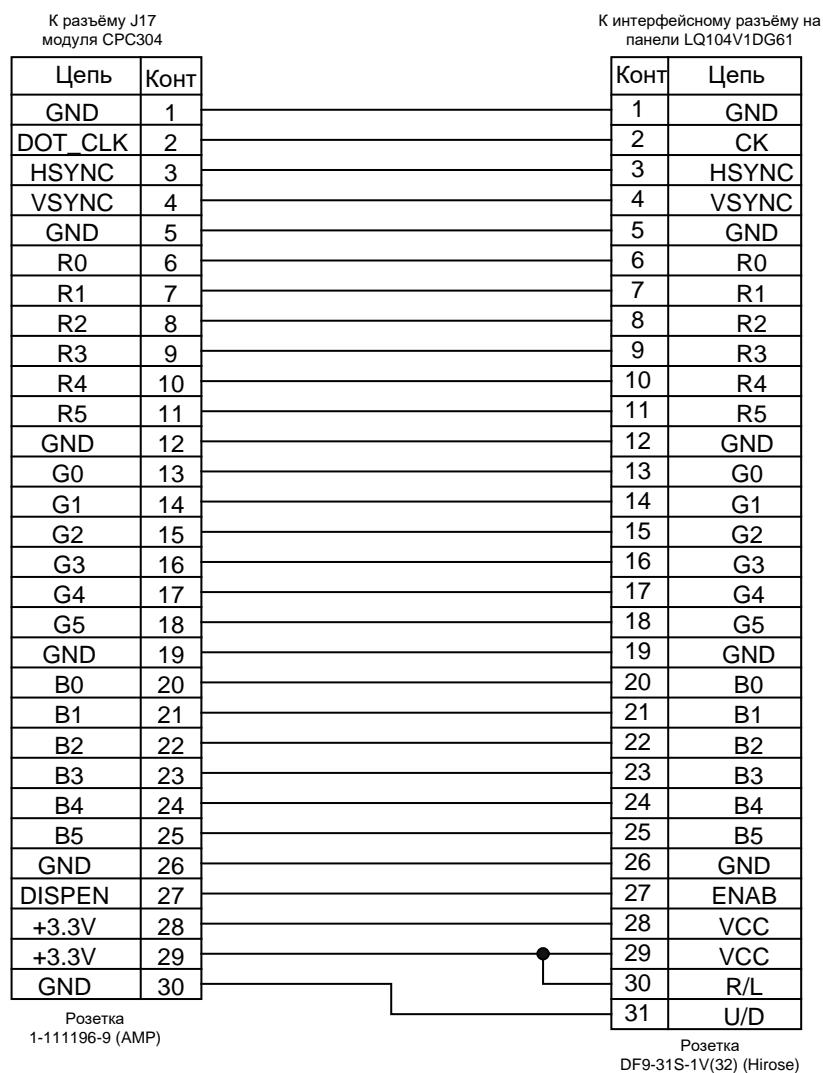 К разъёму J17
модуля CPC304
К интерфейсному разъёму на
панели LQ104V1DG61
Цепь Конт Конт Цепь
GND 1 1 GND
DOT_CLK 2 2 CK
HSYNC 3 3 HSYNC
VSYNC 4 4 VSYNC
GND 5 5 GND
R0 6 6 R0
R1 7 7 R1
R2 8 8 R2
R3 9 9 R3
R4 10 10 R4
R5 11 11 R5
GND 12 12 GND
G0 13 13 G0
G1 14 14 G1
G2 15 15 G2
G3 16 16 G3
G4 17 17 G4
G5 18 18 G5
GND 19 19 GND
B0 20 20 B0
B1 21 21 B1
B2 22 22 B2
B3 23 23 B3
B4 24 24 B4
B5 25 25 B5
GND 26 26 GND
DISPEN 27 27 ENAB
+3.3V 28 28 VCC
+3.3V 29 29 VCC
GND 30 30 R/L
31 U/D
Розетка
1-111196-9 (AMP)
Розетка
DF9-31S-1V(32) (Hirose)